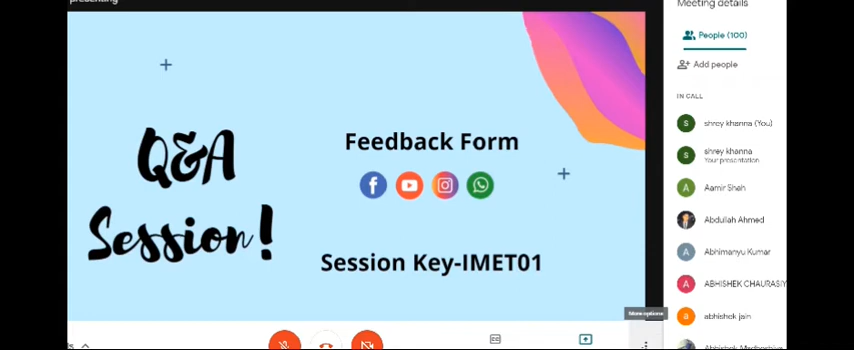 presenting
Q&A
Session!
Feedback Form
Session Key-IMET01
More options
Meeting details
People (100)
Add people
IN CALL
S
shrey khanna (You)
S
shrey khanna
Your presentation
A
Aamir Shah
Abdullah Ahmed
A
Abhimanyu Kumar
A
ABHISHEK CHAURASIY
a
abhishek jain